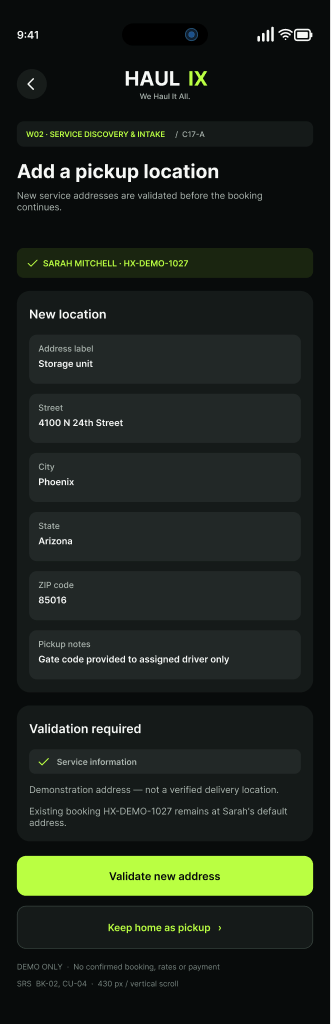 9:41
HAUL IX
We Haul It All.
W02 · SERVICE DISCOVERY & INTAKE / C17-A
Add a pickup location
New service addresses are validated before the booking
continues.
SARAH MITCHELL · HX-DEMO-1027
New location
Address label
Storage unit
Street
4100 N 24th Street
City
Phoenix
State
Arizona
ZIP code
85016
Pickup notes
Gate code provided to assigned driver only
Validation required
Service information
Demonstration address — not a verified delivery location.
Existing booking HX-DEMO-1027 remains at Sarah's default
address.
Validate new address
Keep home as pickup ›
DEMO ONLY · No confirmed booking, rates or payment
SRS BK-02, CU-04 · 430 px / vertical scroll